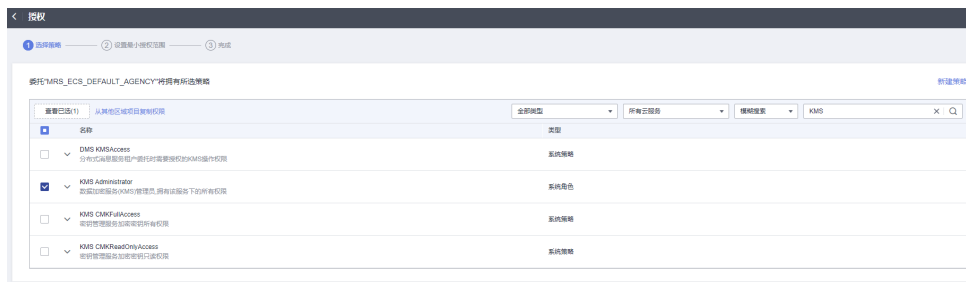 授权
1 选择策略 2 设置最小授权范围 3 完成
委托"MRS_ECS_DEFAULT_AGENCY"将拥有所选策略 新建策略
查看已选(1) 从其他区域项目复制权限 全部类型 所有云服务 模糊搜索 KMS
名称 类型
DMS KMSAccess
分布式消息服务租户委托时需要授权的KMS操作权限 系统策略
KMS Administrator
数据加密服务(KMS)管理员,拥有该服务下的所有权限 系统角色
KMS CMKFullAccess
密钥管理服务加密密钥所有权限 系统策略
KMS CMKReadOnlyAccess
密钥管理服务加密密钥只读权限 系统策略